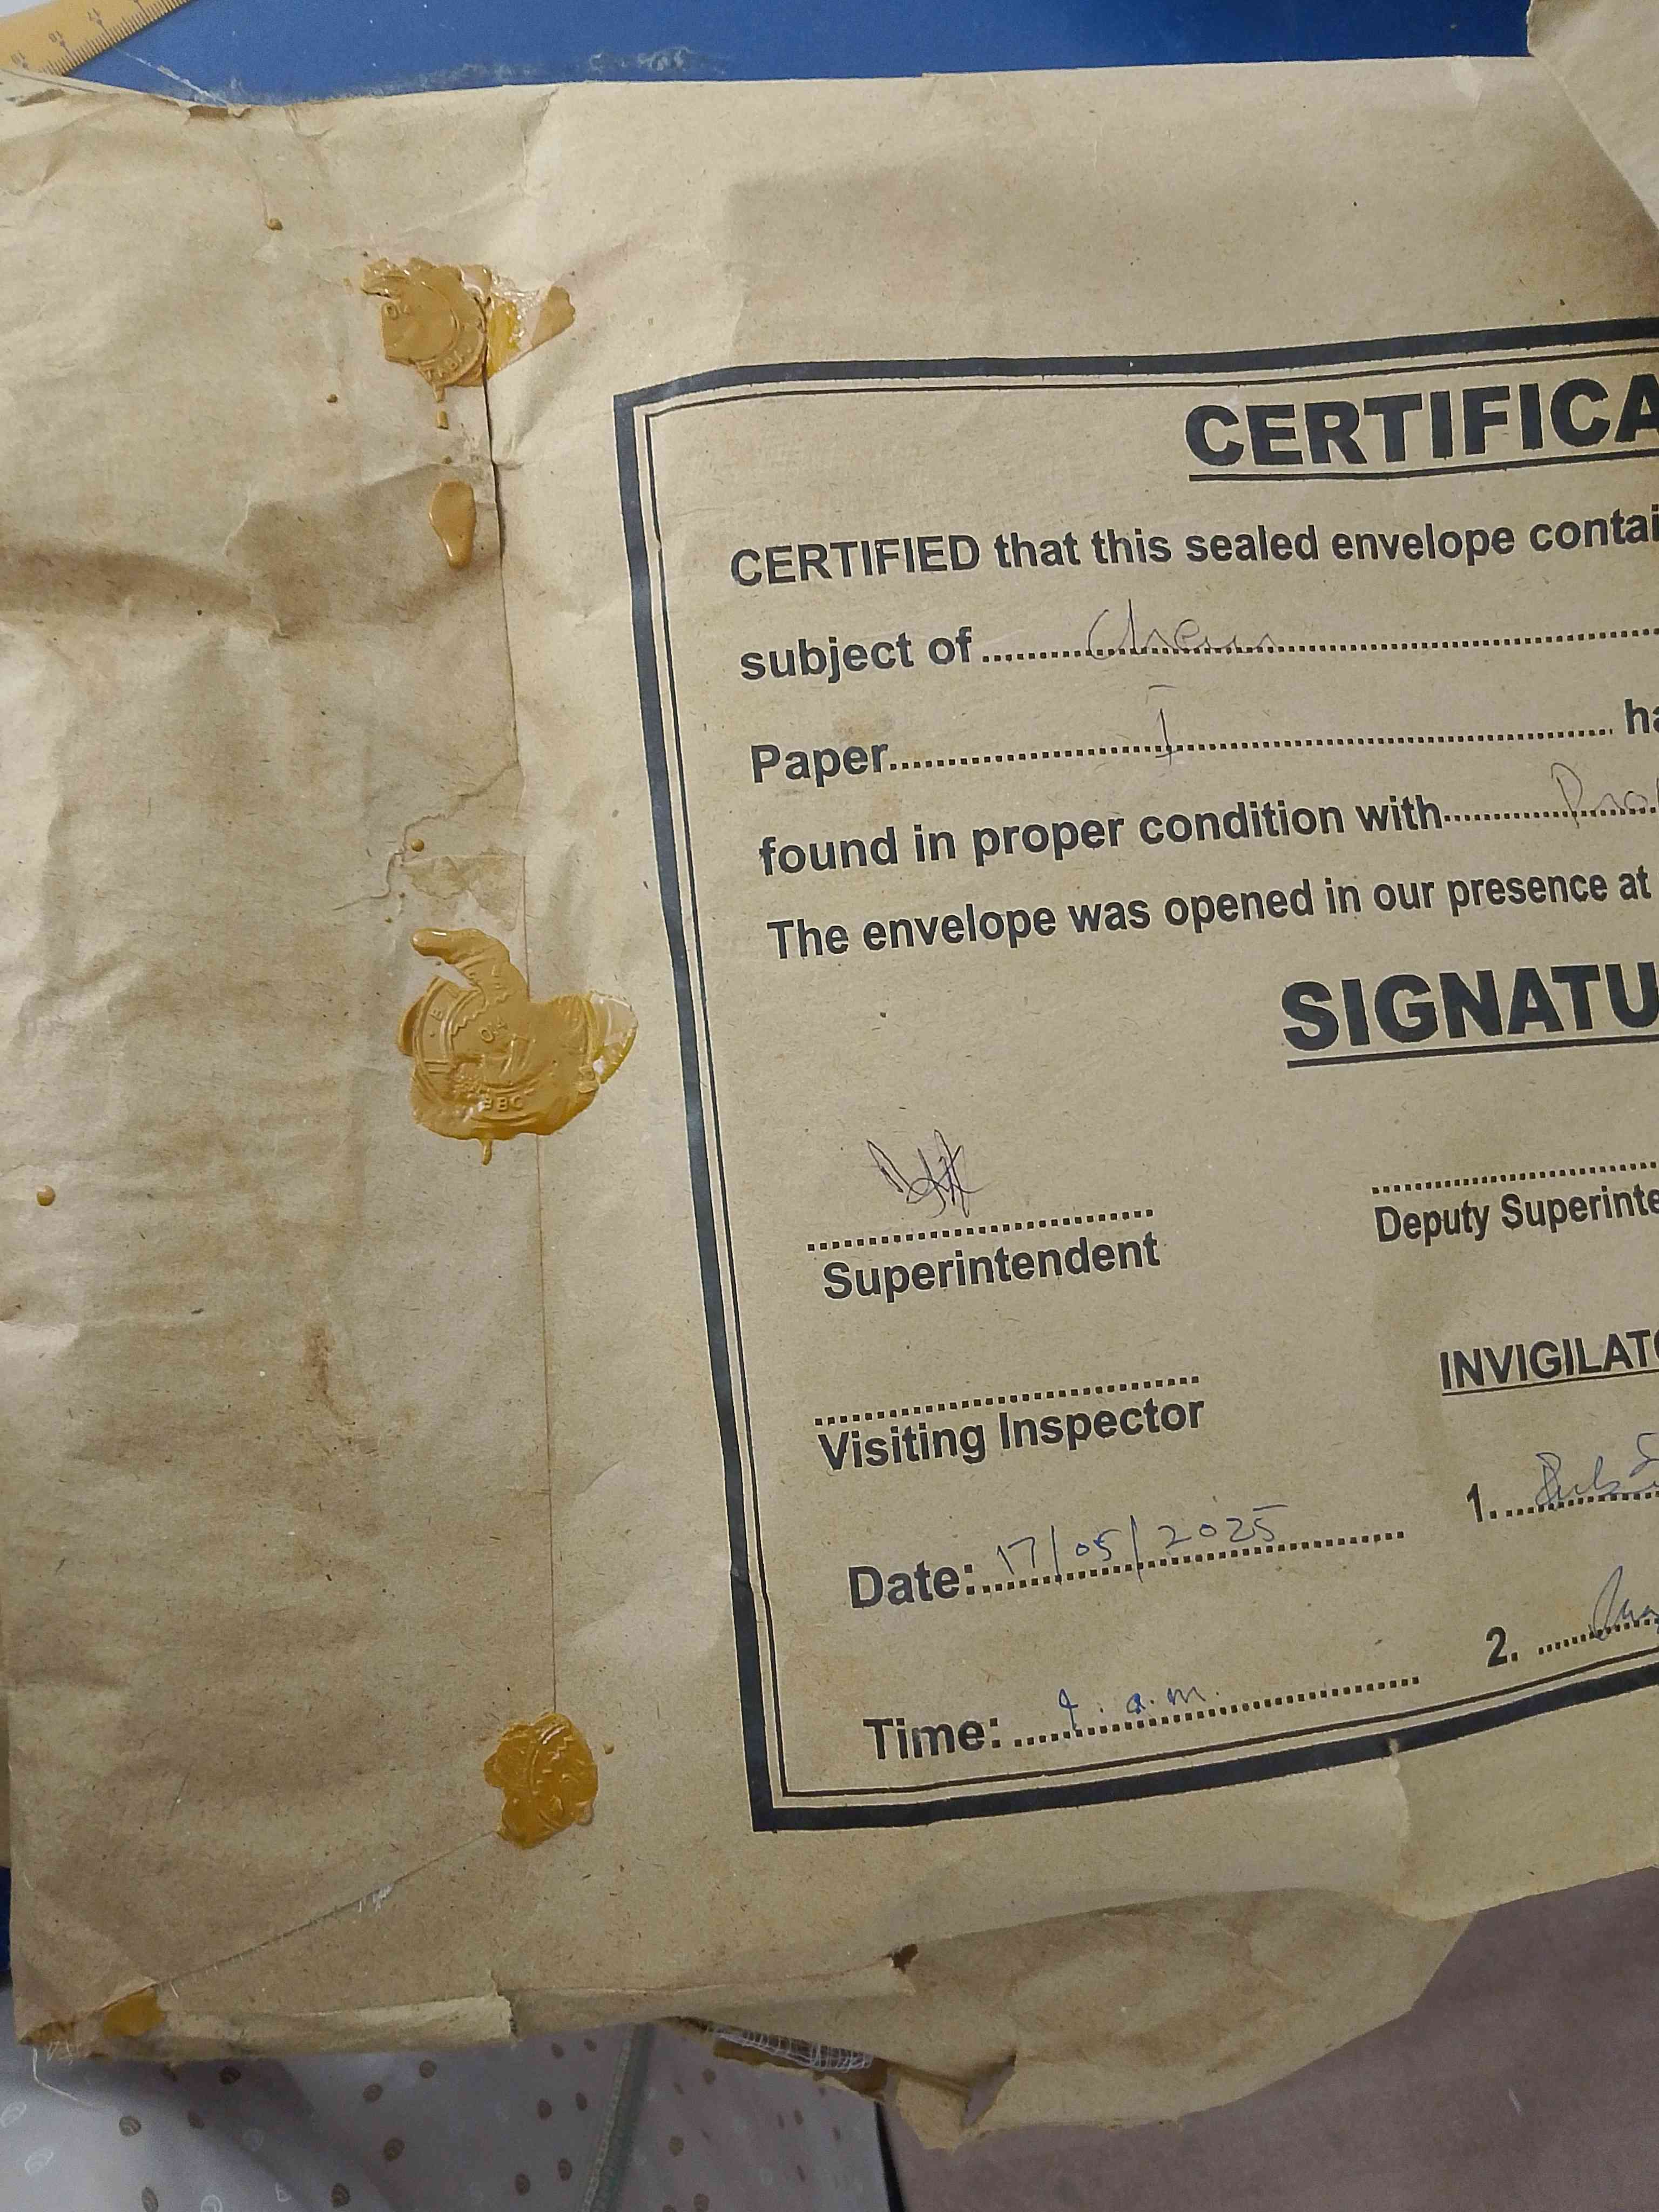 CERTIFICA
CERTIFIED that this sealed envelope contai
subject of Chem
Paper I ha
found in proper condition with
The envelope was opened in our presence at
SIGNATU
Superintendent
Deputy Superinte
Visiting Inspector
INVIGILATO
1.
Date: 17/05/2025
2.
Time: a.m.